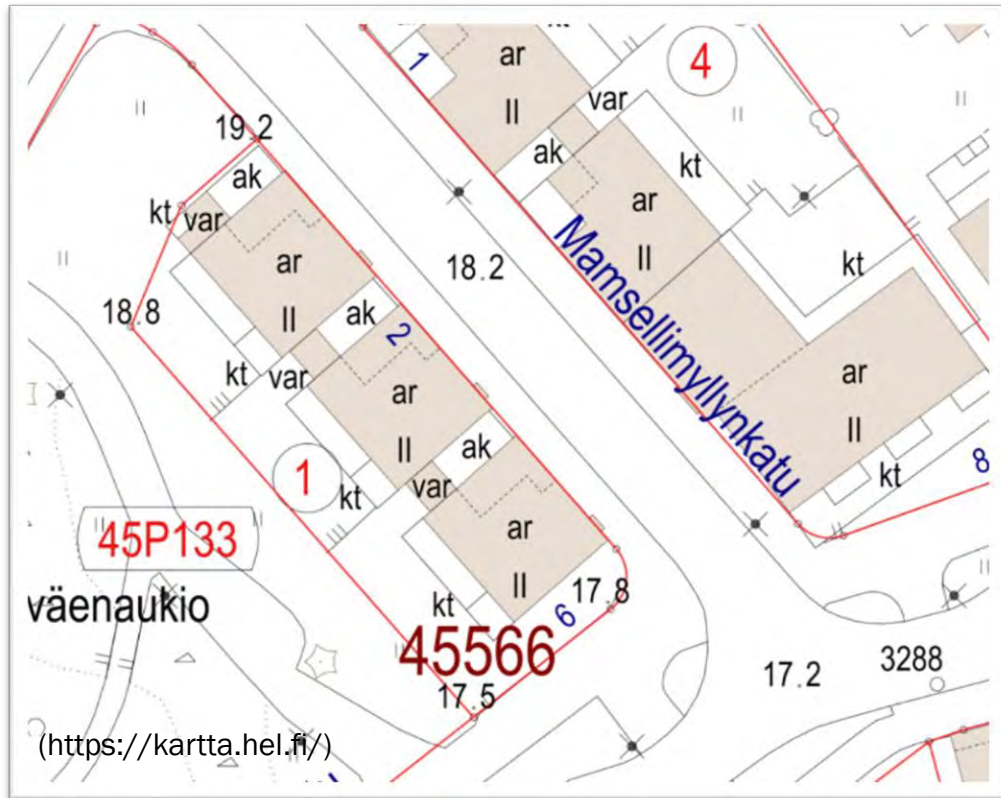 ar
II
1
4
kt
var
ak
kt
19.2
ak
kt
var
ar
II
Mamsellimyllynkatu
ar
II
18.2
kt
18.8
ak
2
ar
II
kt
var
ar
II
ak
1
kt
var
kt
8
45P133
ar
II
väenaukio
kt
17.8
6
45566
17.5
17.2
3288
(https://kartta.hel.fi/)